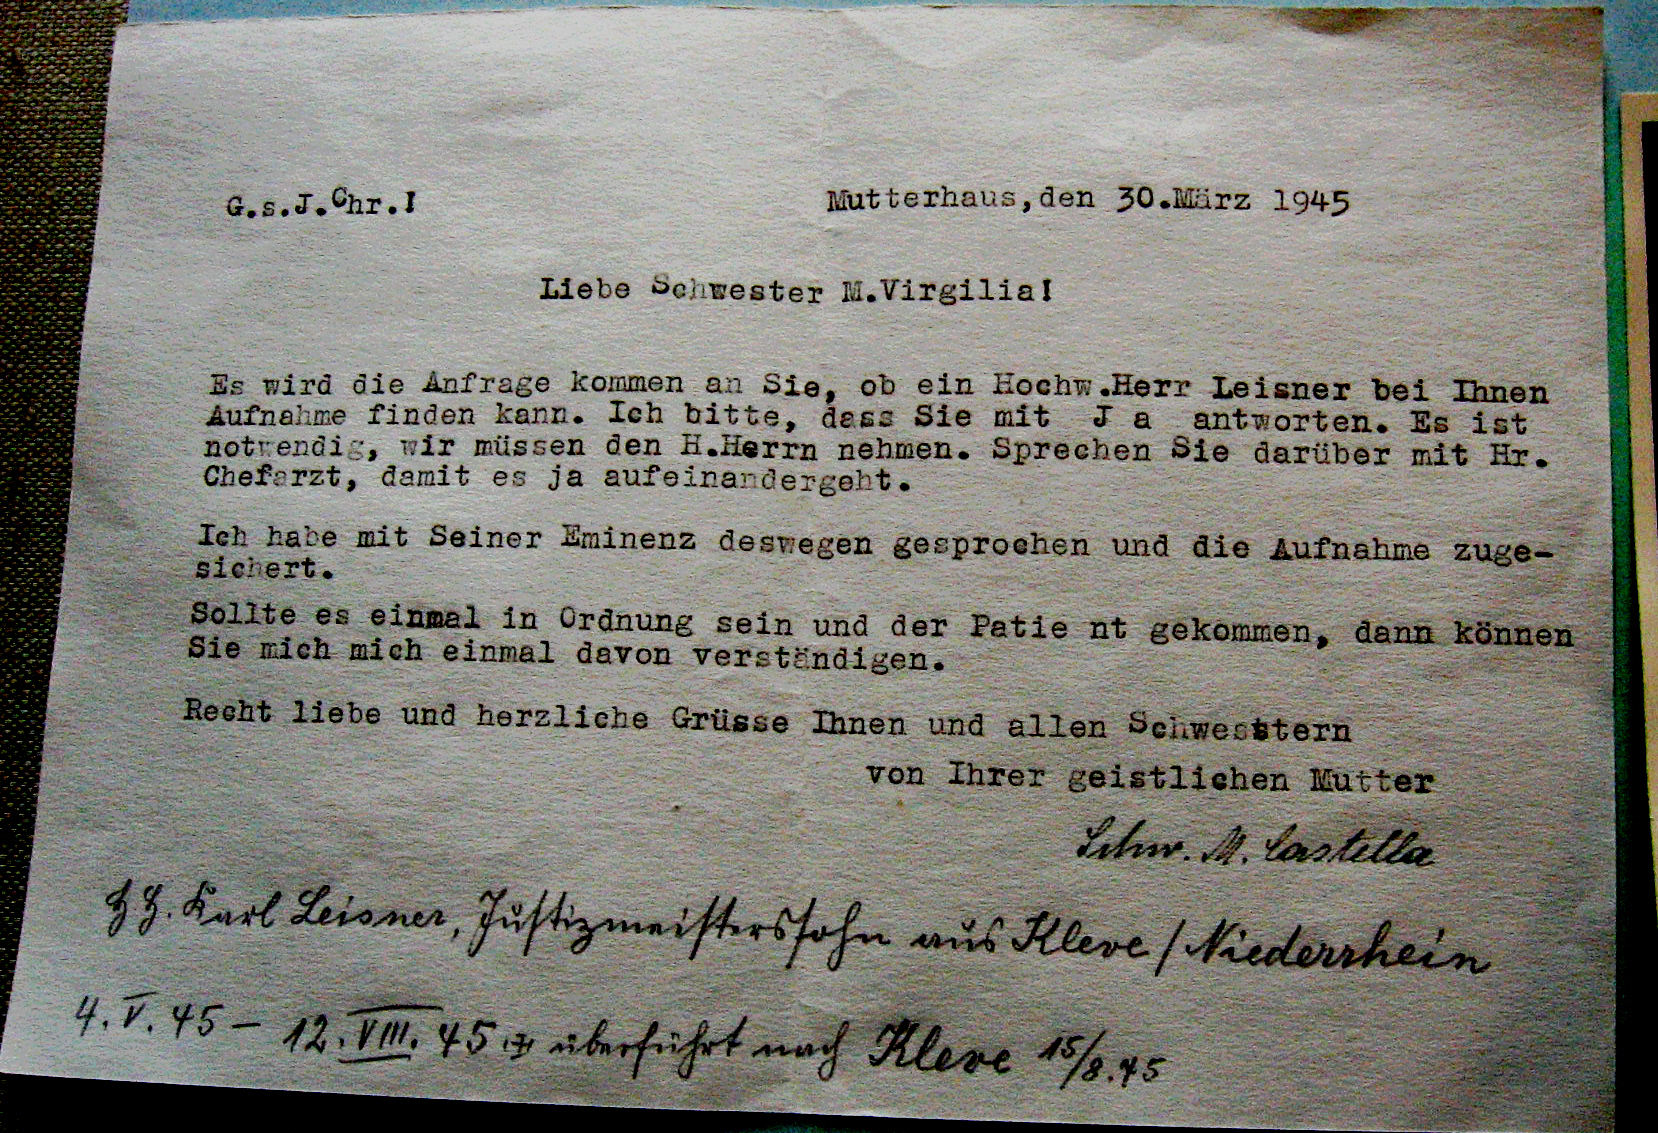 G.s.J.Chr.!
Mutterhaus,den 30.März 1945
Liebe Schwester M.Virgilia!
Es wird die Anfrage kommen an Sie, ob ein Hochw.Herr Leisner bei Ihnen
Aufnahme finden kann. Ich bitte, dass Sie mit J a antworten. Es ist
notwendig, wir müssen den H.Herrn nehmen. Sprechen Sie darüber mit Hr.
Chefarzt, damit es ja aufeinandergeht.
Ich habe mit Seiner Eminenz deswegen gesprochen und die Aufnahme zuge-
sichert.
Sollte es einmal in Ordnung sein und der Patie nt gekommen, dann können
Sie mich mich einmal davon verständigen.
Recht liebe und herzliche Grüsse Ihnen und allen Schwesstern
von Ihrer geistlichen Mutter
Schw. M. Castella
H H. Karl Leisner, Justizmeisterssohn aus Kleve / Niederrhein
4. V. 45 – 12. VIII. 45 überführt nach Kleve 15/8.45